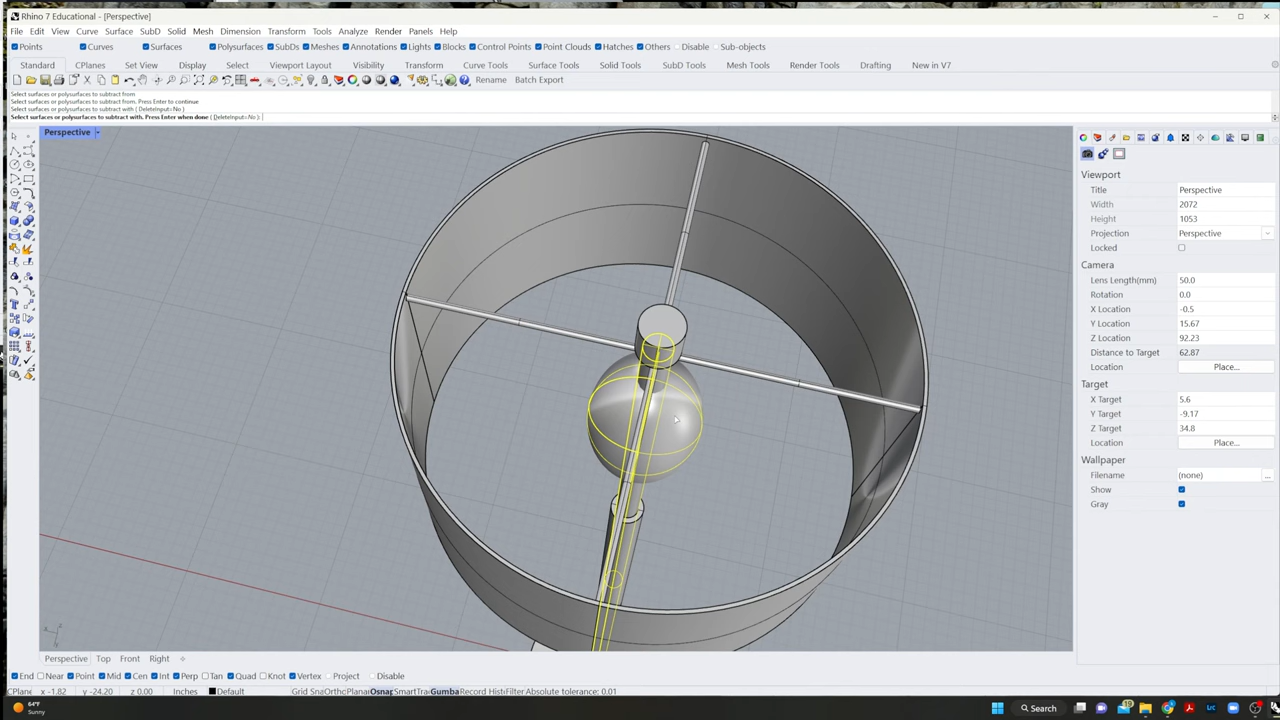 Rhino 7 Educational - [Perspective]
File Edit View Curve Surface SubD Solid Mesh Dimension Transform Tools Analyze Render Panels Help
Points Curves Surfaces Polysurfaces SubDs Meshes Annotations Lights Blocks Control Points Point Clouds Hatches Others Disable Sub-objects
Standard CPlanes Set View Display Select Viewport Layout Visibility Transform Curve Tools Surface Tools Solid Tools SubD Tools Mesh Tools Render Tools Drafting New in V7
Rename Batch Export
Select surfaces or polysurfaces to subtract from
Select surfaces or polysurfaces to subtract from. Press Enter to continue
Select surfaces or polysurfaces to subtract with ( DeleteInput=No )
Select surfaces or polysurfaces to subtract with. Press Enter when done ( DeleteInput=No ):
Perspective
Viewport
Title Perspective
Width 2072
Height 1053
Projection Perspective
Locked
Camera
Lens Length(mm) 50.0
Rotation 0.0
X Location -0.5
Y Location 15.67
Z Location 92.23
Distance to Target 62.87
Location Place...
Target
X Target 5.6
Y Target -9.17
Z Target 34.8
Location Place...
Wallpaper
Filename (none) ...
Show
Gray
Perspective Top Front Right
End Near Point Mid Cen Int Perp Tan Quad Knot Vertex Project Disable
CPlane x -1.82 y -24.20 z 0.00 Inches Default Grid Sna Ortho Planar Osnap SmartTrac Gumba Record Histo Filter Absolute tolerance: 0.01
64°F
Sunny
Search